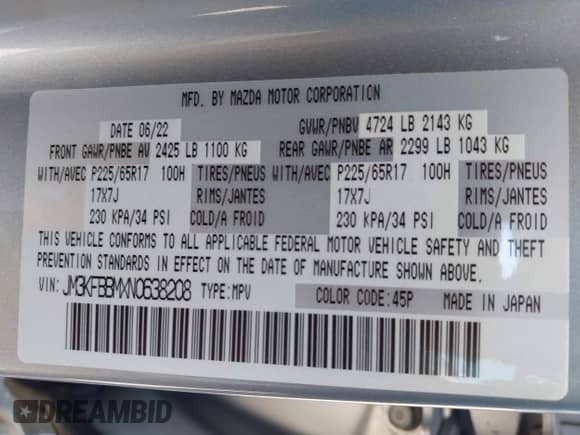 MFD. BY MAZDA MOTOR CORPORATION
DATE 06/22 GVWR/PNBV 4724 LB 2143 KG
FRONT GAWR/PNBE AV 2425 LB 1100 KG REAR GAWR/PNBE AR 2299 LB 1043 KG
WITH/AVEC P225/65R17 100H TIRES/PNEUS WITH/AVEC P225/65R17 100H TIRES/PNEUS
17X7J RIMS/JANTES 17X7J RIMS/JANTES
230 KPA/34 PSI COLD/A FROID 230 KPA/34 PSI COLD/A FROID
THIS VEHICLE CONFORMS TO ALL APPLICABLE FEDERAL MOTOR VEHICLE SAFETY AND THEFT
PREVENTION STANDARDS IN EFFECT ON THE DATE OF MANUFACTURE SHOWN ABOVE.
VIN: JM3KFBBMXN0638208 TYPE:MPV COLOR CODE:45P MADE IN JAPAN
DREAMBID